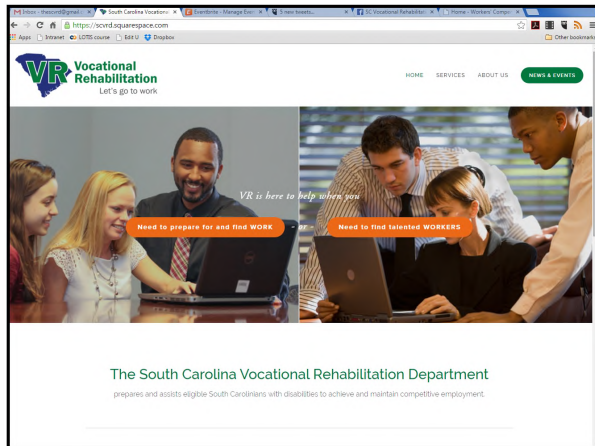 Inbox - thescvrd@gmail
South Carolina Vocationa
Eventbrite - Manage Even
5 new tweets...
SC Vocational Rehabilitat
Home - Workers' Compe
https://scvrd.squarespace.com
Apps Intranet LOTIS course Edit U Dropbox Other bookmarks
VR Vocational
Rehabilitation
Let's go to work
HOME SERVICES ABOUT US NEWS & EVENTS
VR is here to help when you
Need to prepare for and find WORK - or - Need to find talented WORKERS
The South Carolina Vocational Rehabilitation Department
prepares and assists eligible South Carolinians with disabilities to achieve and maintain competitive employment.